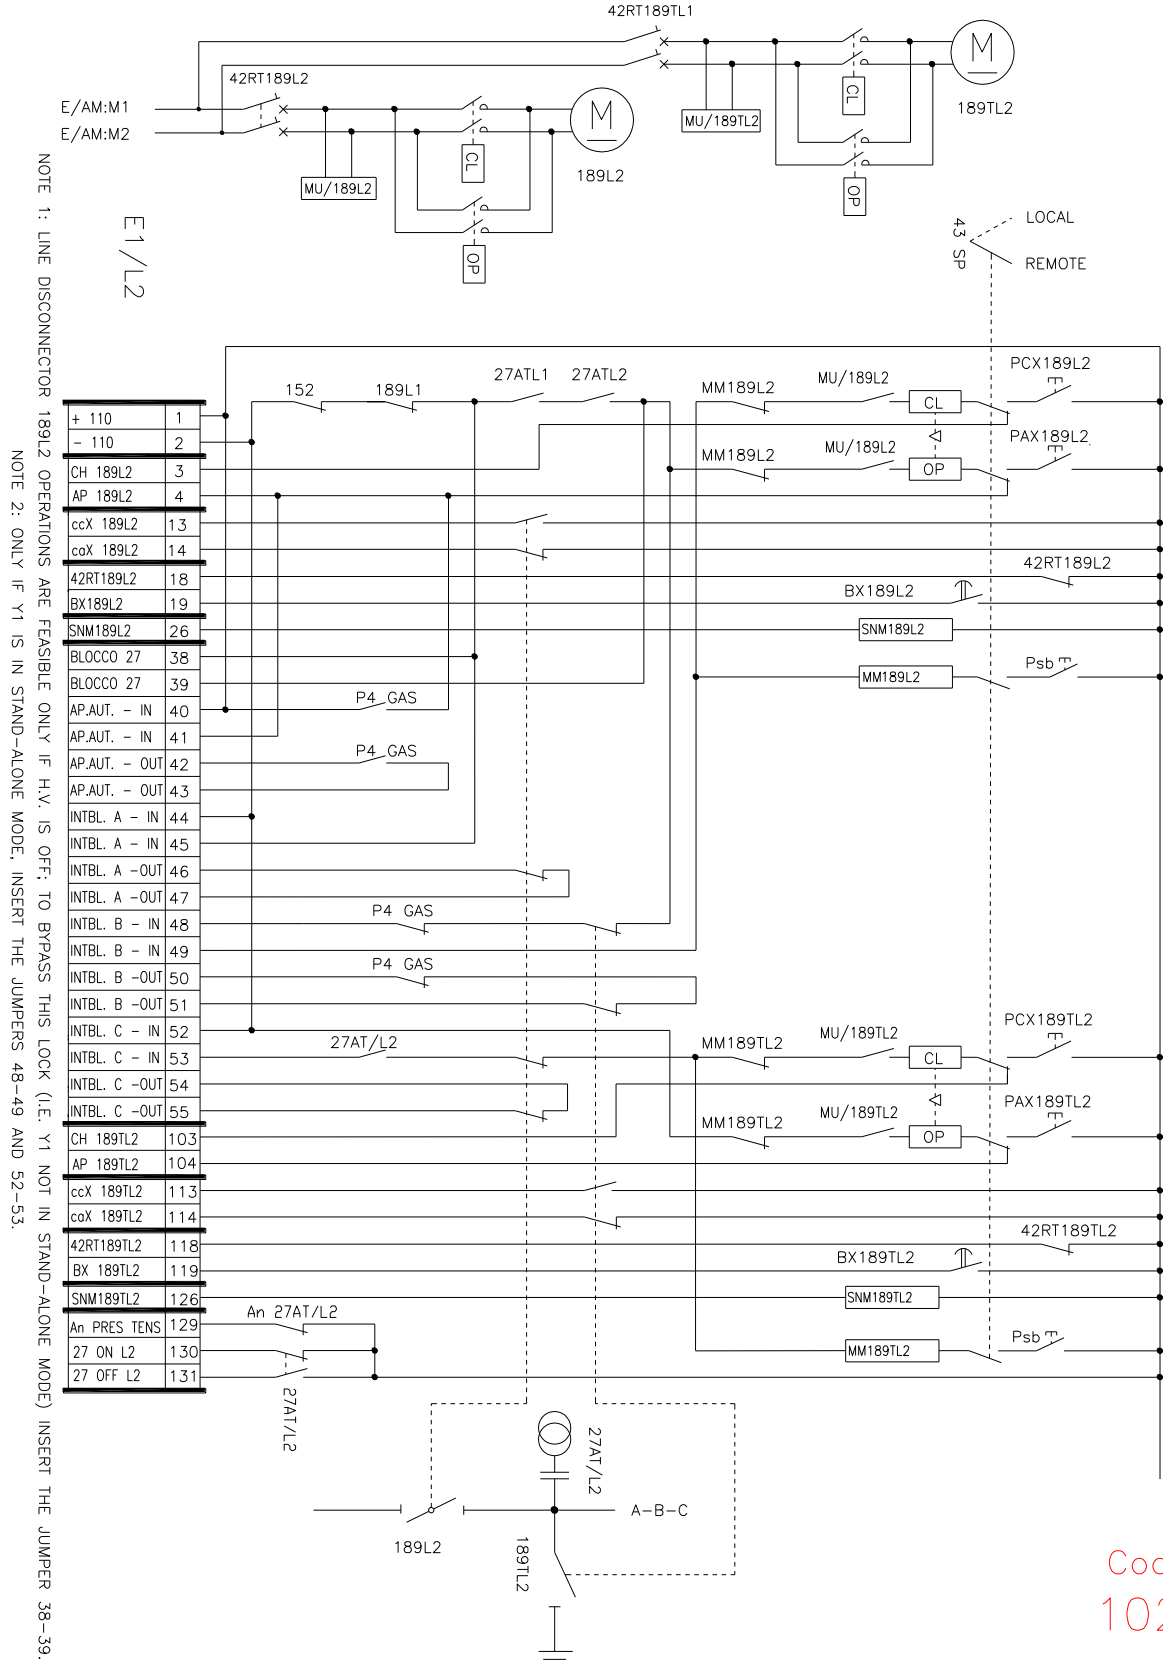 42RT189TL1
42RT189L2
E/AM:M1
E/AM:M2
M
189TL2
CL
MU/189TL2
OP
M
189L2
CL
MU/189L2
OP
E1/L2
43 SP
LOCAL
REMOTE
NOTE 1: LINE DISCONNECTOR 189L2 OPERATIONS ARE FEASIBLE ONLY IF H.V. IS OFF; TO BYPASS THIS LOCK (I.E. Y1 NOT IN STAND-ALONE MODE) INSERT THE JUMPER 38-39.
NOTE 2: ONLY IF Y1 IS IN STAND-ALONE MODE, INSERT THE JUMPERS 48-49 AND 52-53.
152
189L1
27ATL1
27ATL2
MM189L2
MU/189L2
CL
PCX189L2
MM189L2
MU/189L2
OP
PAX189L2
42RT189L2
BX189L2
SNM189L2
MM189L2
Psb
P4 GAS
P4 GAS
P4 GAS
P4 GAS
27AT/L2
MM189TL2
MU/189TL2
CL
PCX189TL2
MM189TL2
MU/189TL2
OP
PAX189TL2
42RT189TL2
BX189TL2
SNM189TL2
MM189TL2
Psb
An 27AT/L2
27AT/L2
+ 110 1
- 110 2
CH 189L2 3
AP 189L2 4
ccX 189L2 13
caX 189L2 14
42RT189L2 18
BX189L2 19
SNM189L2 26
BLOCCO 27 38
BLOCCO 27 39
AP.AUT. - IN 40
AP.AUT. - IN 41
AP.AUT. - OUT 42
AP.AUT. - OUT 43
INTBL. A - IN 44
INTBL. A - IN 45
INTBL. A -OUT 46
INTBL. A -OUT 47
INTBL. B - IN 48
INTBL. B - IN 49
INTBL. B -OUT 50
INTBL. B -OUT 51
INTBL. C - IN 52
INTBL. C - IN 53
INTBL. C -OUT 54
INTBL. C -OUT 55
CH 189TL2 103
AP 189TL2 104
ccX 189TL2 113
caX 189TL2 114
42RT189TL2 118
BX 189TL2 119
SNM189TL2 126
An PRES TENS 129
27 ON L2 130
27 OFF L2 131
27AT/L2
A-B-C
189L2
189TL2